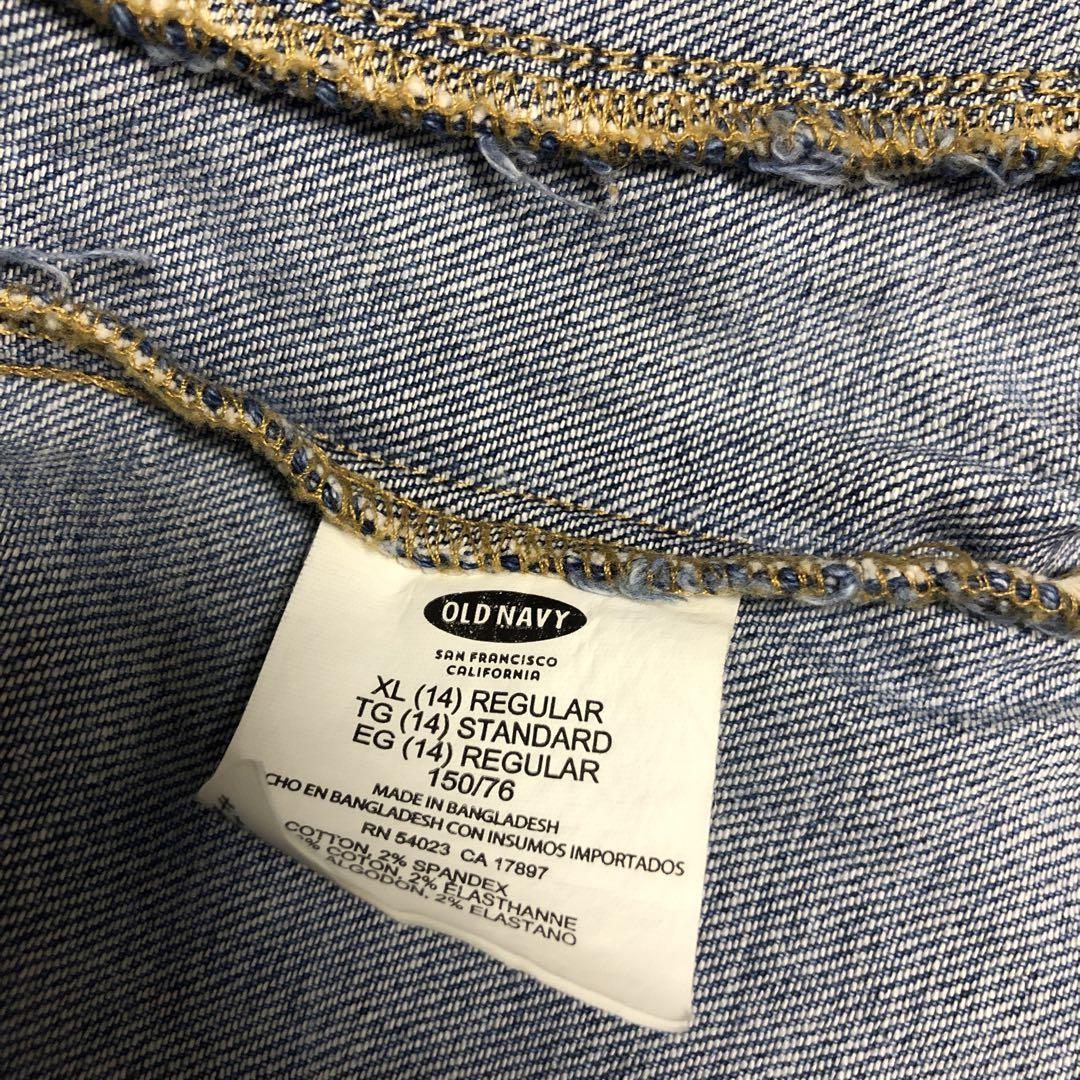 OLD NAVY
SAN FRANCISCO
CALIFORNIA
XL (14) REGULAR
TG (14) STANDARD
EG (14) REGULAR
150/76
MADE IN BANGLADESH
CHO EN BANGLADESH CON INSUMOS IMPORTADOS
RN 54023 CA 17897
COTTON, 2% SPANDEX
% COTON, 2% ELASTHANNE
ALGODON, 2% ELASTANO